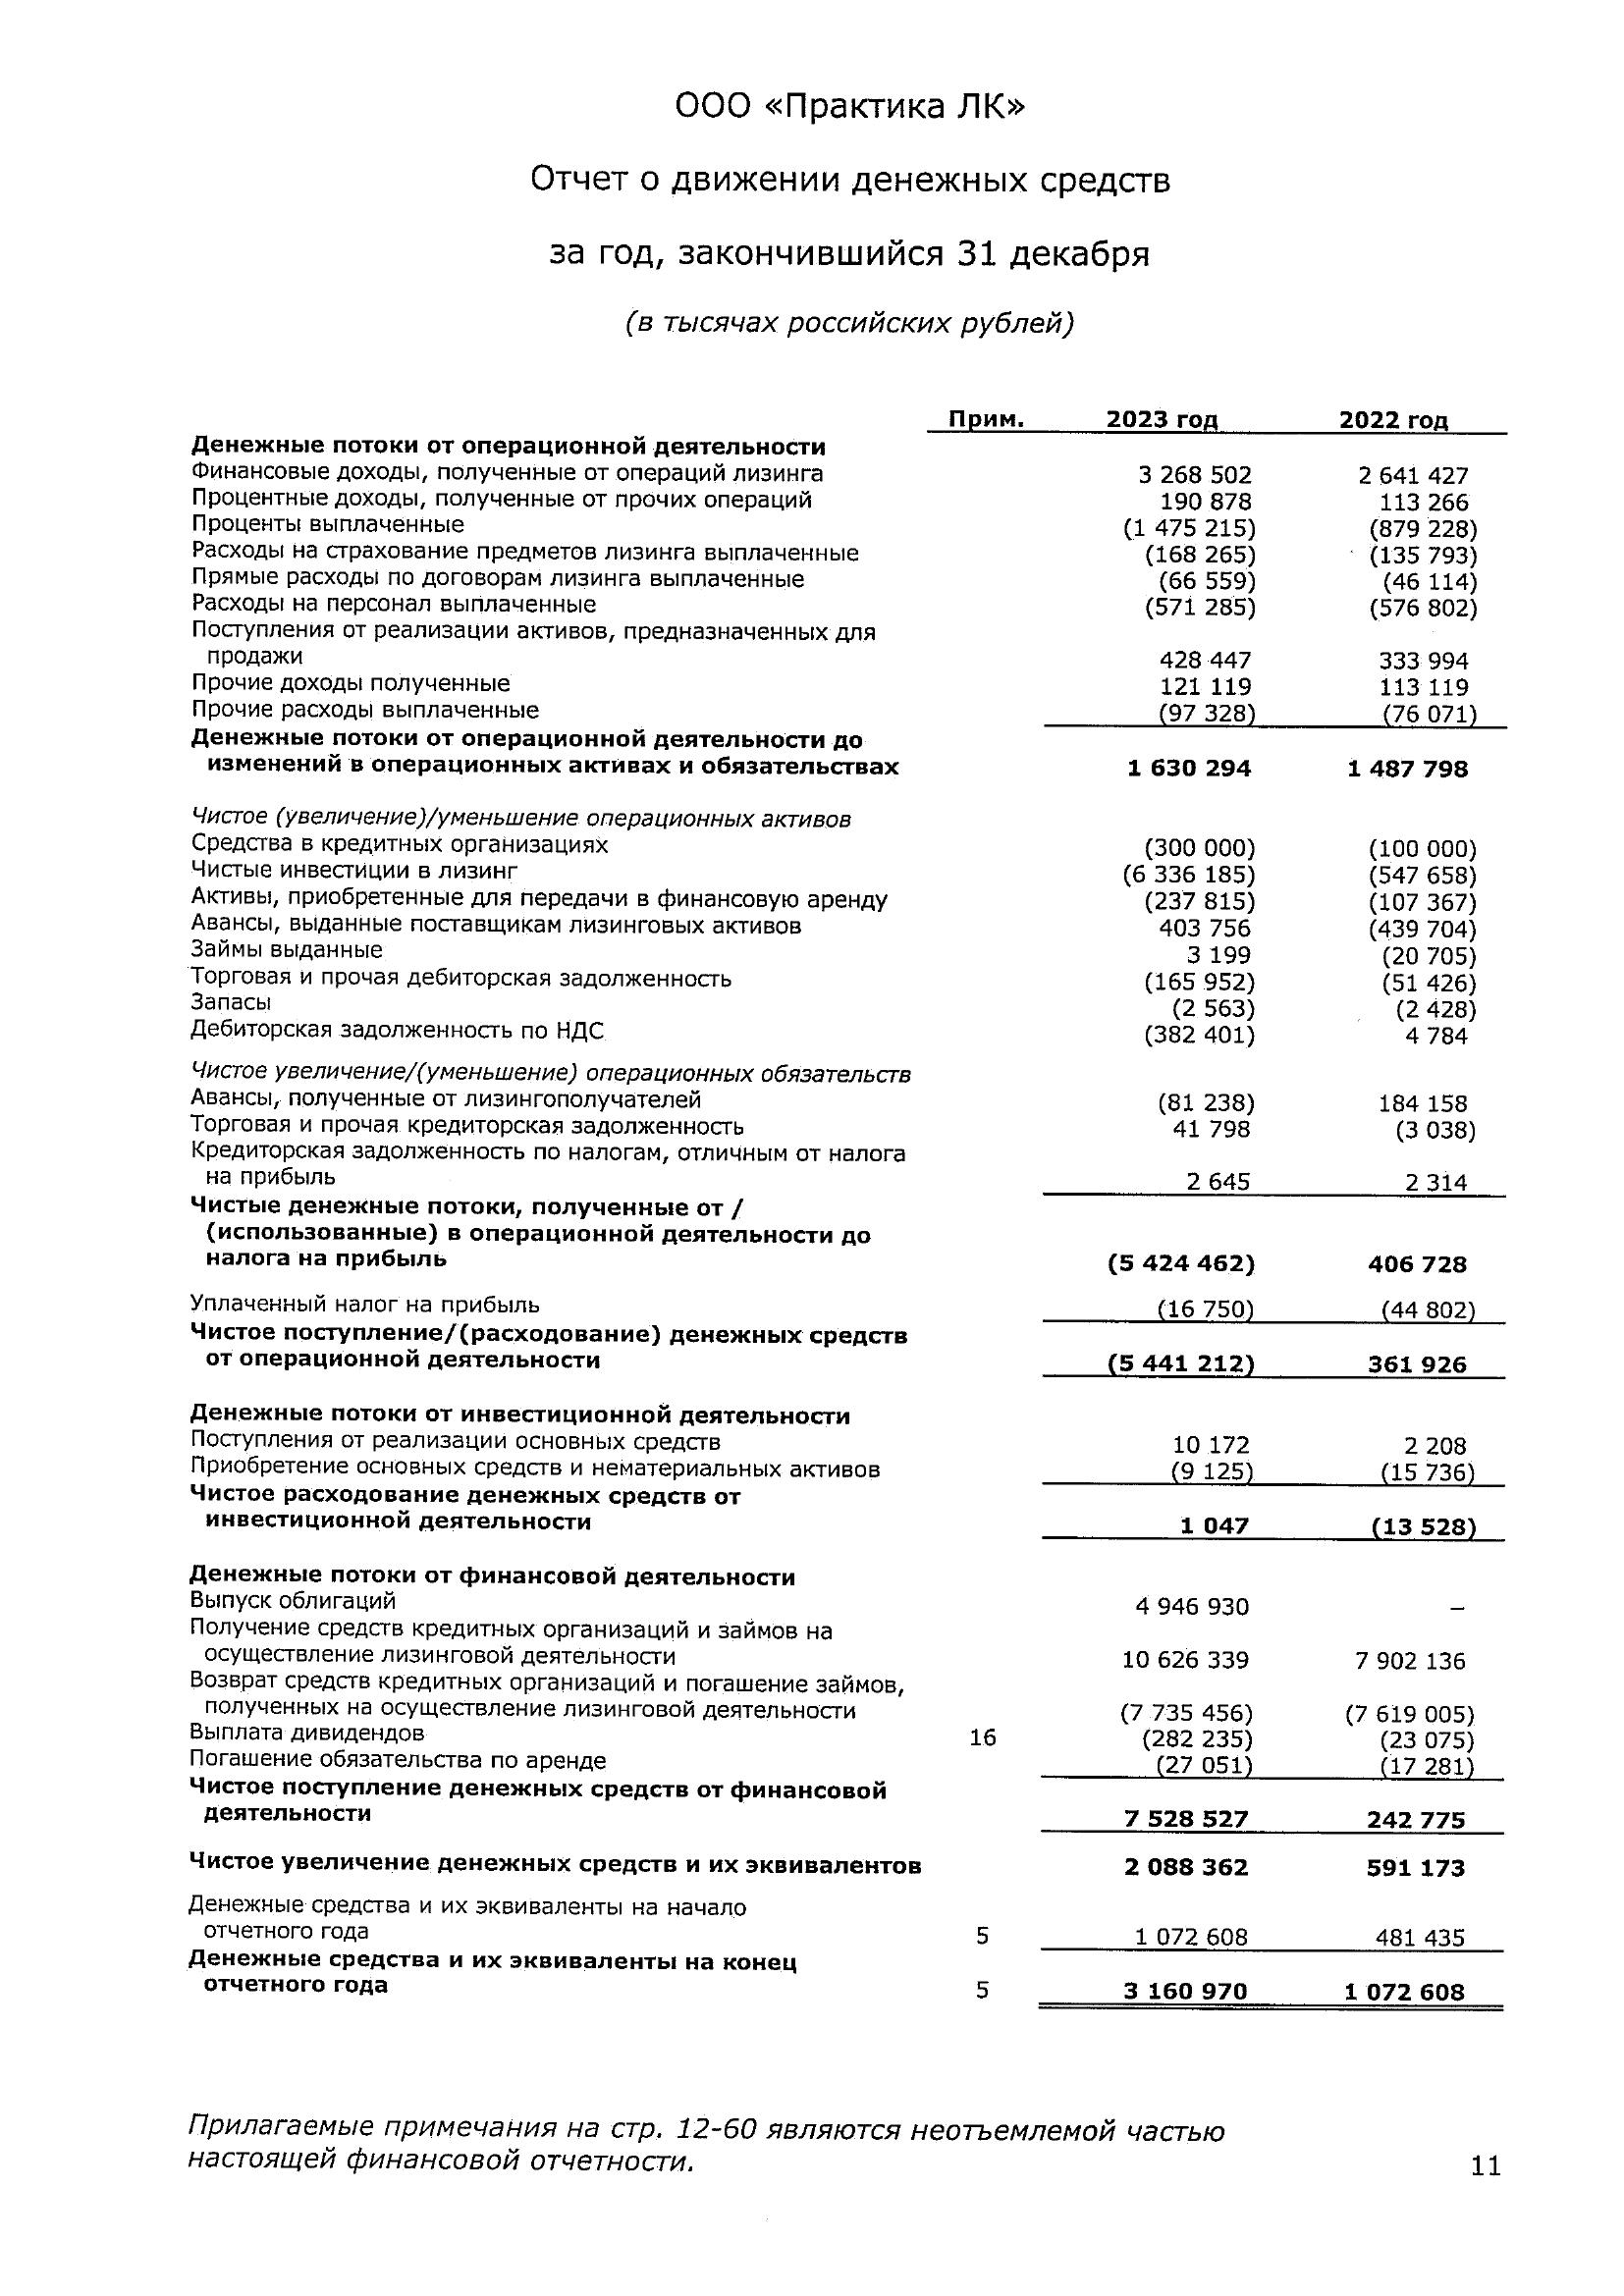 ООО «Практика ЛК»
Отчет о движении денежных средств
за год, закончившийся 31 декабря
(в тысячах российских рублей)
Прим. 2023 год 2022 год
Денежные потоки от операционной деятельности
Финансовые доходы, полученные от операций лизинга 3 268 502 2 641 427
Процентные доходы, полученные от прочих операций 190 878 113 266
Проценты выплаченные (1 475 215) (879 228)
Расходы на страхование предметов лизинга выплаченные (168 265) (135 793)
Прямые расходы по договорам лизинга выплаченные (66 559) (46 114)
Расходы на персонал выплаченные (571 285) (576 802)
Поступления от реализации активов, предназначенных для
продажи 428 447 333 994
Прочие доходы полученные 121 119 113 119
Прочие расходы выплаченные (97 328) (76 071)
Денежные потоки от операционной деятельности до
изменений в операционных активах и обязательствах 1 630 294 1 487 798
Чистое (увеличение)/уменьшение операционных активов
Средства в кредитных организациях (300 000) (100 000)
Чистые инвестиции в лизинг (6 336 185) (547 658)
Активы, приобретенные для передачи в финансовую аренду (237 815) (107 367)
Авансы, выданные поставщикам лизинговых активов 403 756 (439 704)
Займы выданные 3 199 (20 705)
Торговая и прочая дебиторская задолженность (165 952) (51 426)
Запасы (2 563) (2 428)
Дебиторская задолженность по НДС (382 401) 4 784
Чистое увеличение/(уменьшение) операционных обязательств
Авансы, полученные от лизингополучателей (81 238) 184 158
Торговая и прочая кредиторская задолженность 41 798 (3 038)
Кредиторская задолженность по налогам, отличным от налога
на прибыль 2 645 2 314
Чистые денежные потоки, полученные от /
(использованные) в операционной деятельности до
налога на прибыль (5 424 462) 406 728
Уплаченный налог на прибыль (16 750) (44 802)
Чистое поступление/(расходование) денежных средств
от операционной деятельности (5 441 212) 361 926
Денежные потоки от инвестиционной деятельности
Поступления от реализации основных средств 10 172 2 208
Приобретение основных средств и нематериальных активов (9 125) (15 736)
Чистое расходование денежных средств от
инвестиционной деятельности 1 047 (13 528)
Денежные потоки от финансовой деятельности
Выпуск облигаций 4 946 930 –
Получение средств кредитных организаций и займов на
осуществление лизинговой деятельности 10 626 339 7 902 136
Возврат средств кредитных организаций и погашение займов,
полученных на осуществление лизинговой деятельности (7 735 456) (7 619 005)
Выплата дивидендов 16 (282 235) (23 075)
Погашение обязательства по аренде (27 051) (17 281)
Чистое поступление денежных средств от финансовой
деятельности 7 528 527 242 775
Чистое увеличение денежных средств и их эквивалентов 2 088 362 591 173
Денежные средства и их эквиваленты на начало
отчетного года 5 1 072 608 481 435
Денежные средства и их эквиваленты на конец
отчетного года 5 3 160 970 1 072 608
Прилагаемые примечания на стр. 12-60 являются неотъемлемой частью
настоящей финансовой отчетности.
11